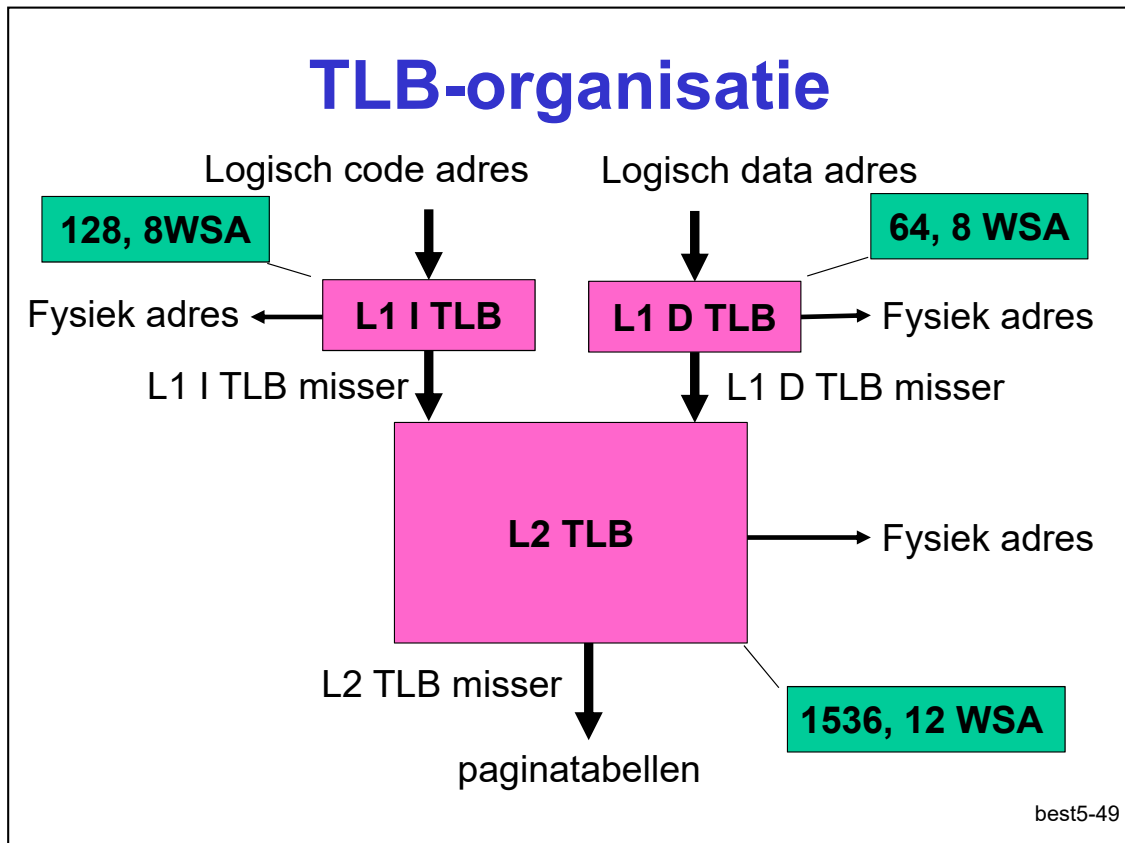 TLB-organisatie
Logisch code adres
Logisch data adres
128, 8WSA
64, 8 WSA
Fysiek adres
L1 I TLB
L1 D TLB
Fysiek adres
L1 I TLB misser
L1 D TLB misser
L2 TLB
Fysiek adres
L2 TLB misser
1536, 12 WSA
paginatabellen
best5-49